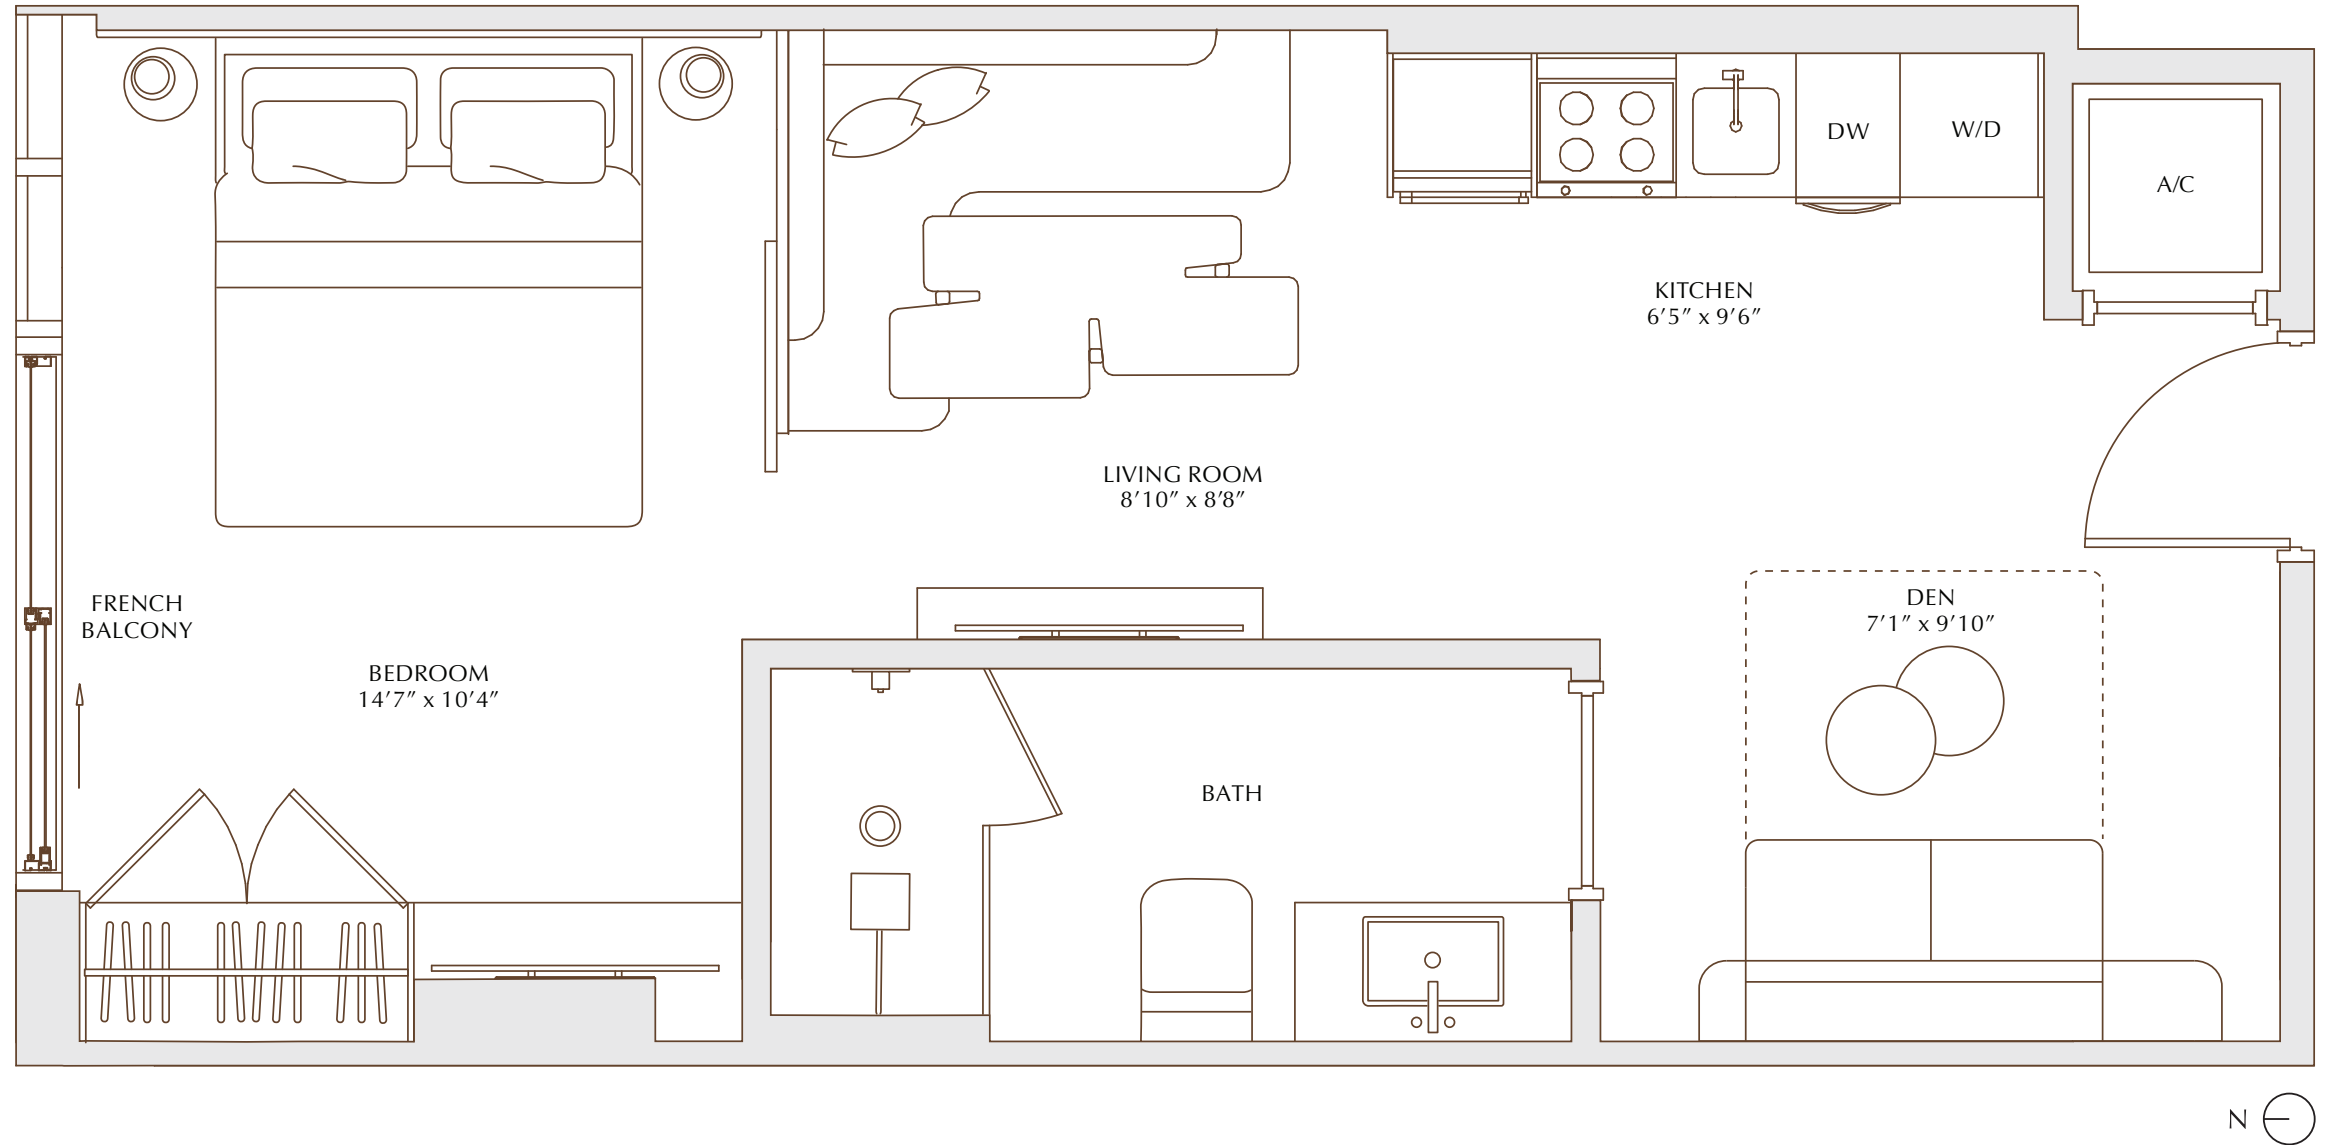 DW
W/D
A/C
KITCHEN
6'5" x 9'6"
LIVING ROOM
8'10" x 8'8"
FRENCH
BALCONY
DEN
7'1" x 9'10"
BEDROOM
14'7" x 10'4"
BATH
N